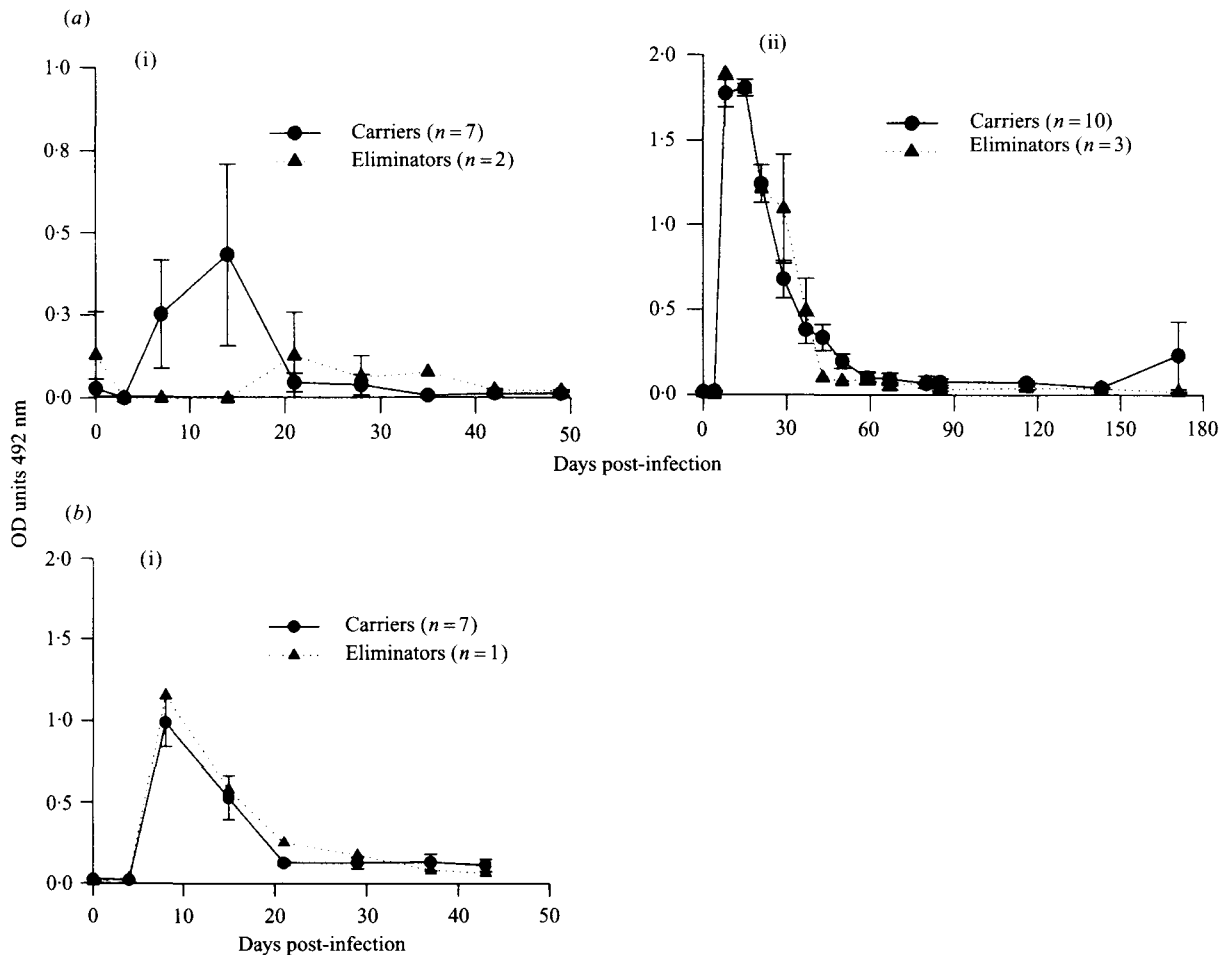 (a)
(i)
1·0
0·8
0·5
0·3
0·0
Carriers (n=7)
Eliminators (n=2)
0
10
20
30
40
50
(ii)
2·0
1·5
1·0
0·5
0·0
Carriers (n=10)
Eliminators (n=3)
0
30
60
90
120
150
180
Days post-infection
OD units 492 nm
(b)
(i)
2·0
1·5
1·0
0·5
0·0
Carriers (n=7)
Eliminators (n=1)
0
10
20
30
40
50
Days post-infection